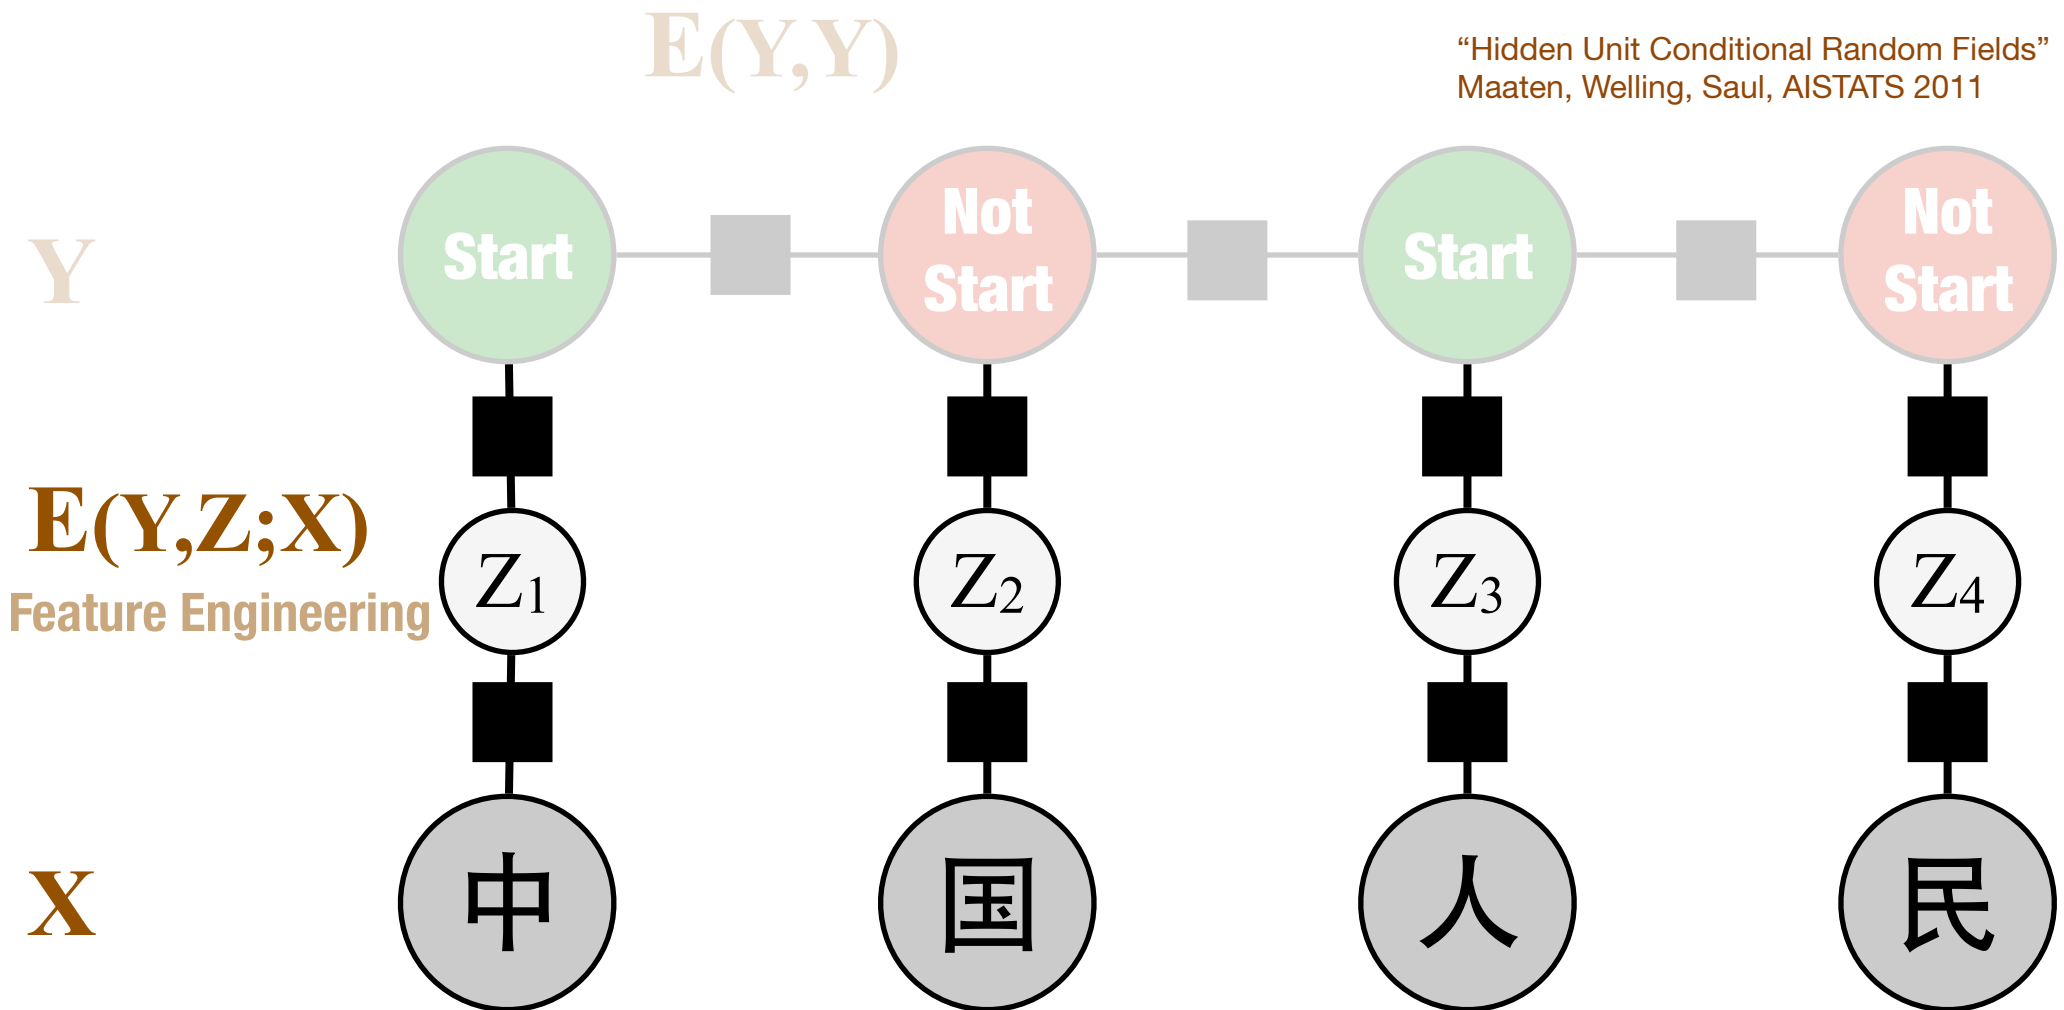 E(Y,Y)
“Hidden Unit Conditional Random Fields”
Maaten, Welling, Saul, AISTATS 2011
Y
Start
Not
Start
Start
Not
Start
E(Y,Z;X)
Feature Engineering
Z1
Z2
Z3
Z4
X
中
国
人
民